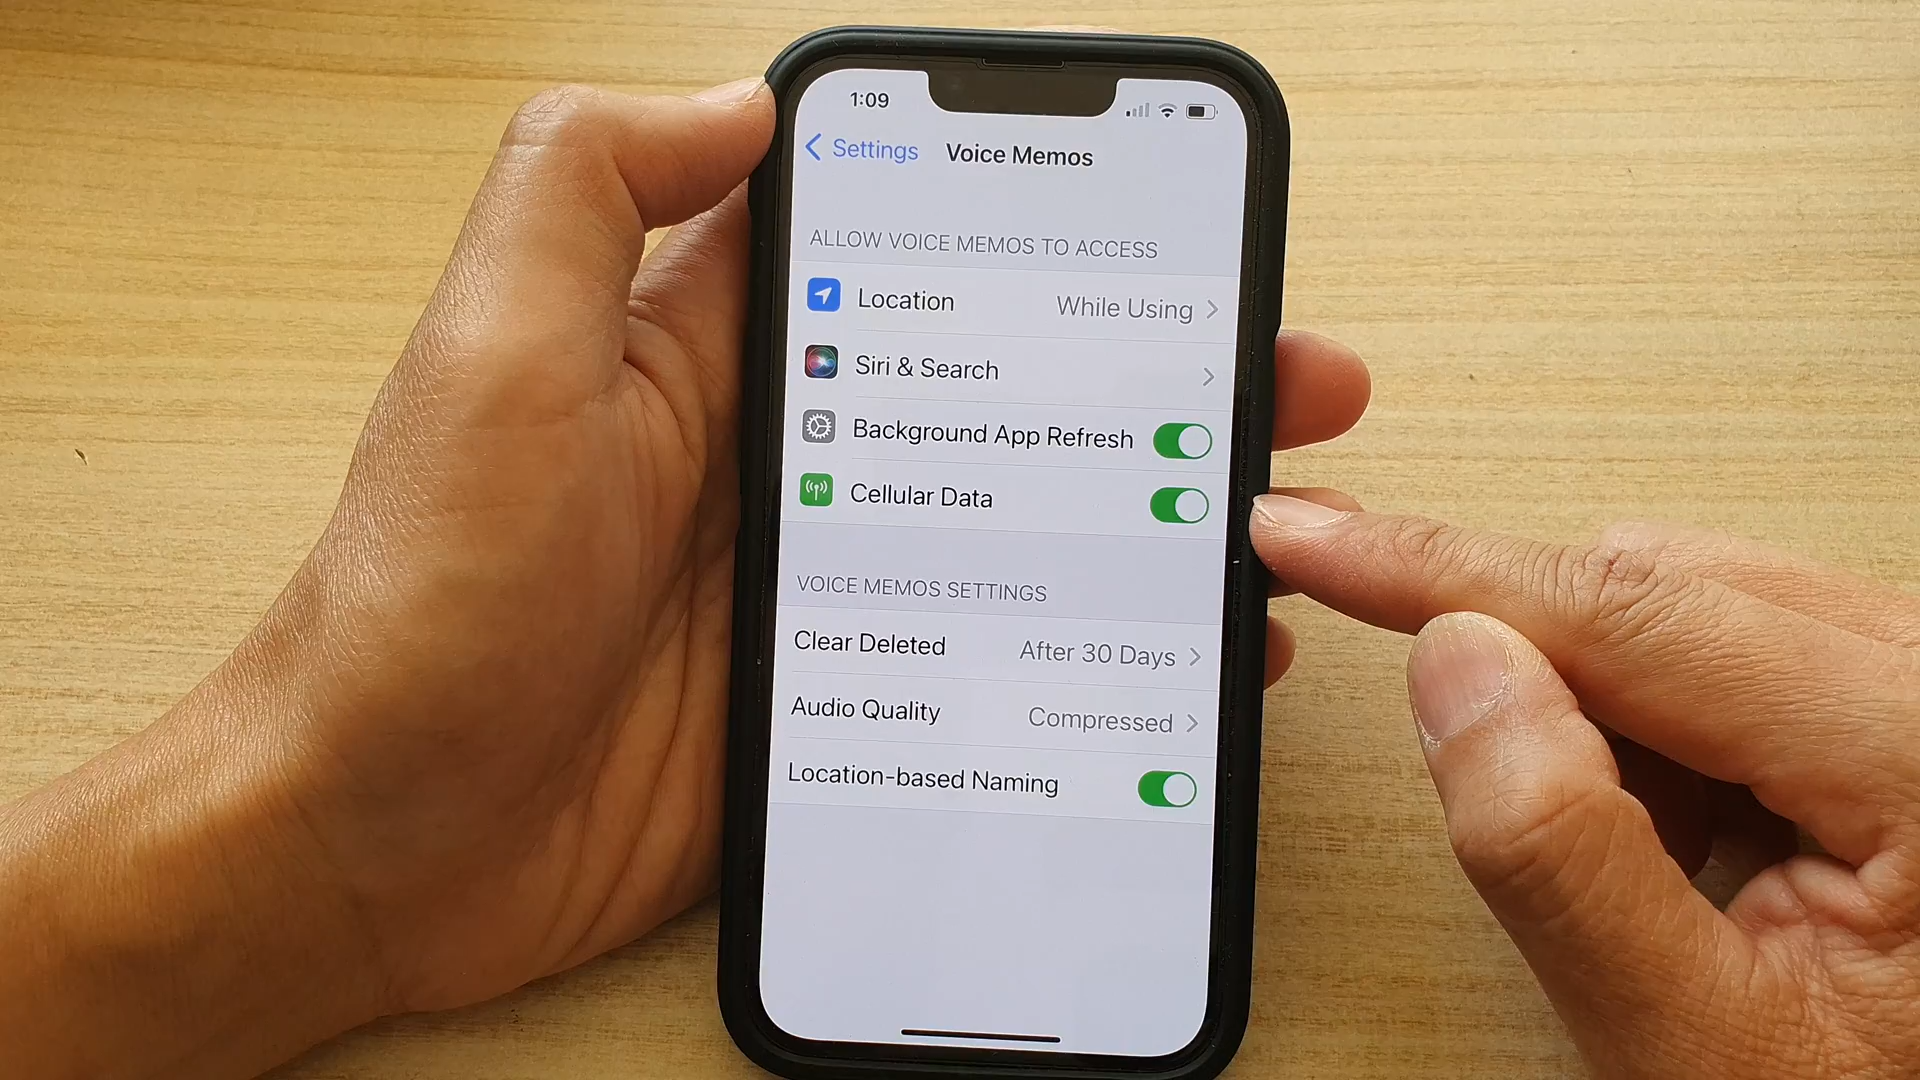 1:09
Settings Voice Memos
ALLOW VOICE MEMOS TO ACCESS
Location While Using
Siri & Search
Background App Refresh
Cellular Data
VOICE MEMOS SETTINGS
Clear Deleted After 30 Days
Audio Quality Compressed
Location-based Naming